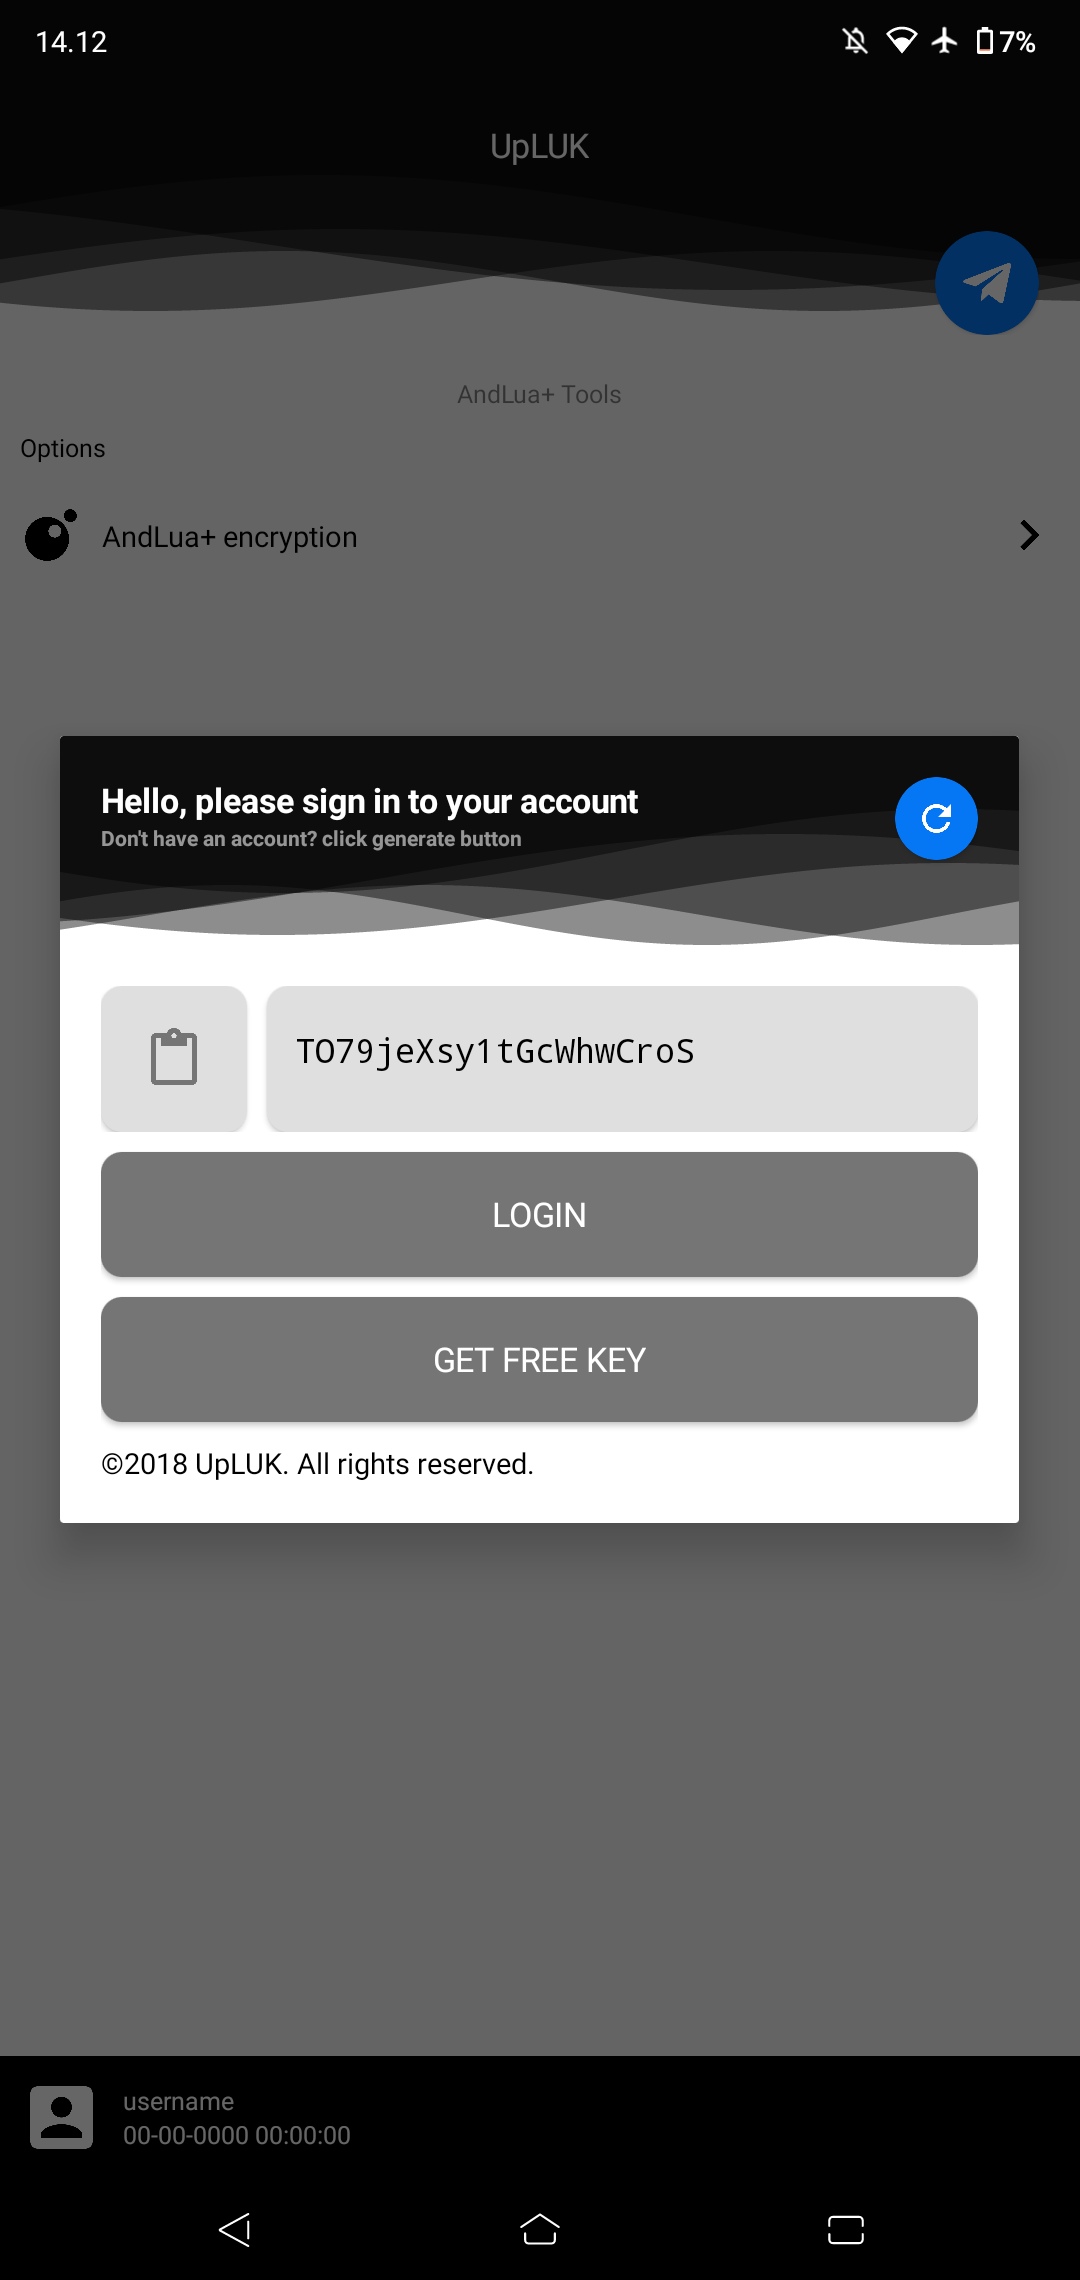 14.12
7%
UpLUK
AndLua+ Tools
Options
AndLua+ encryption
Hello, please sign in to your account
Don't have an account? click generate button
TO79jeXsy1tGcWhwCroS
LOGIN
GET FREE KEY
©2018 UpLUK. All rights reserved.
username
00-00-0000 00:00:00